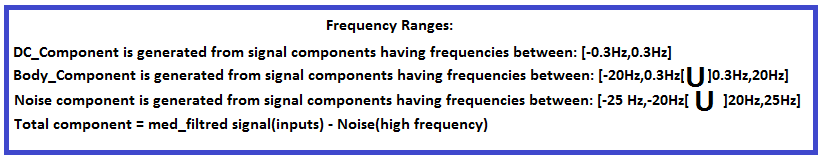 Frequency Ranges:
DC_Component is generated from signal components having frequencies between: [-0.3Hz,0.3Hz]
Body_Component is generated from signal components having frequencies between: [-20Hz,0.3Hz[U]0.3Hz,20Hz]
Noise component is generated from signal components having frequencies between: [-25 Hz,-20Hz[ U ]20Hz,25Hz]
Total component = med_filtred signal(inputs) - Noise(high frequency)